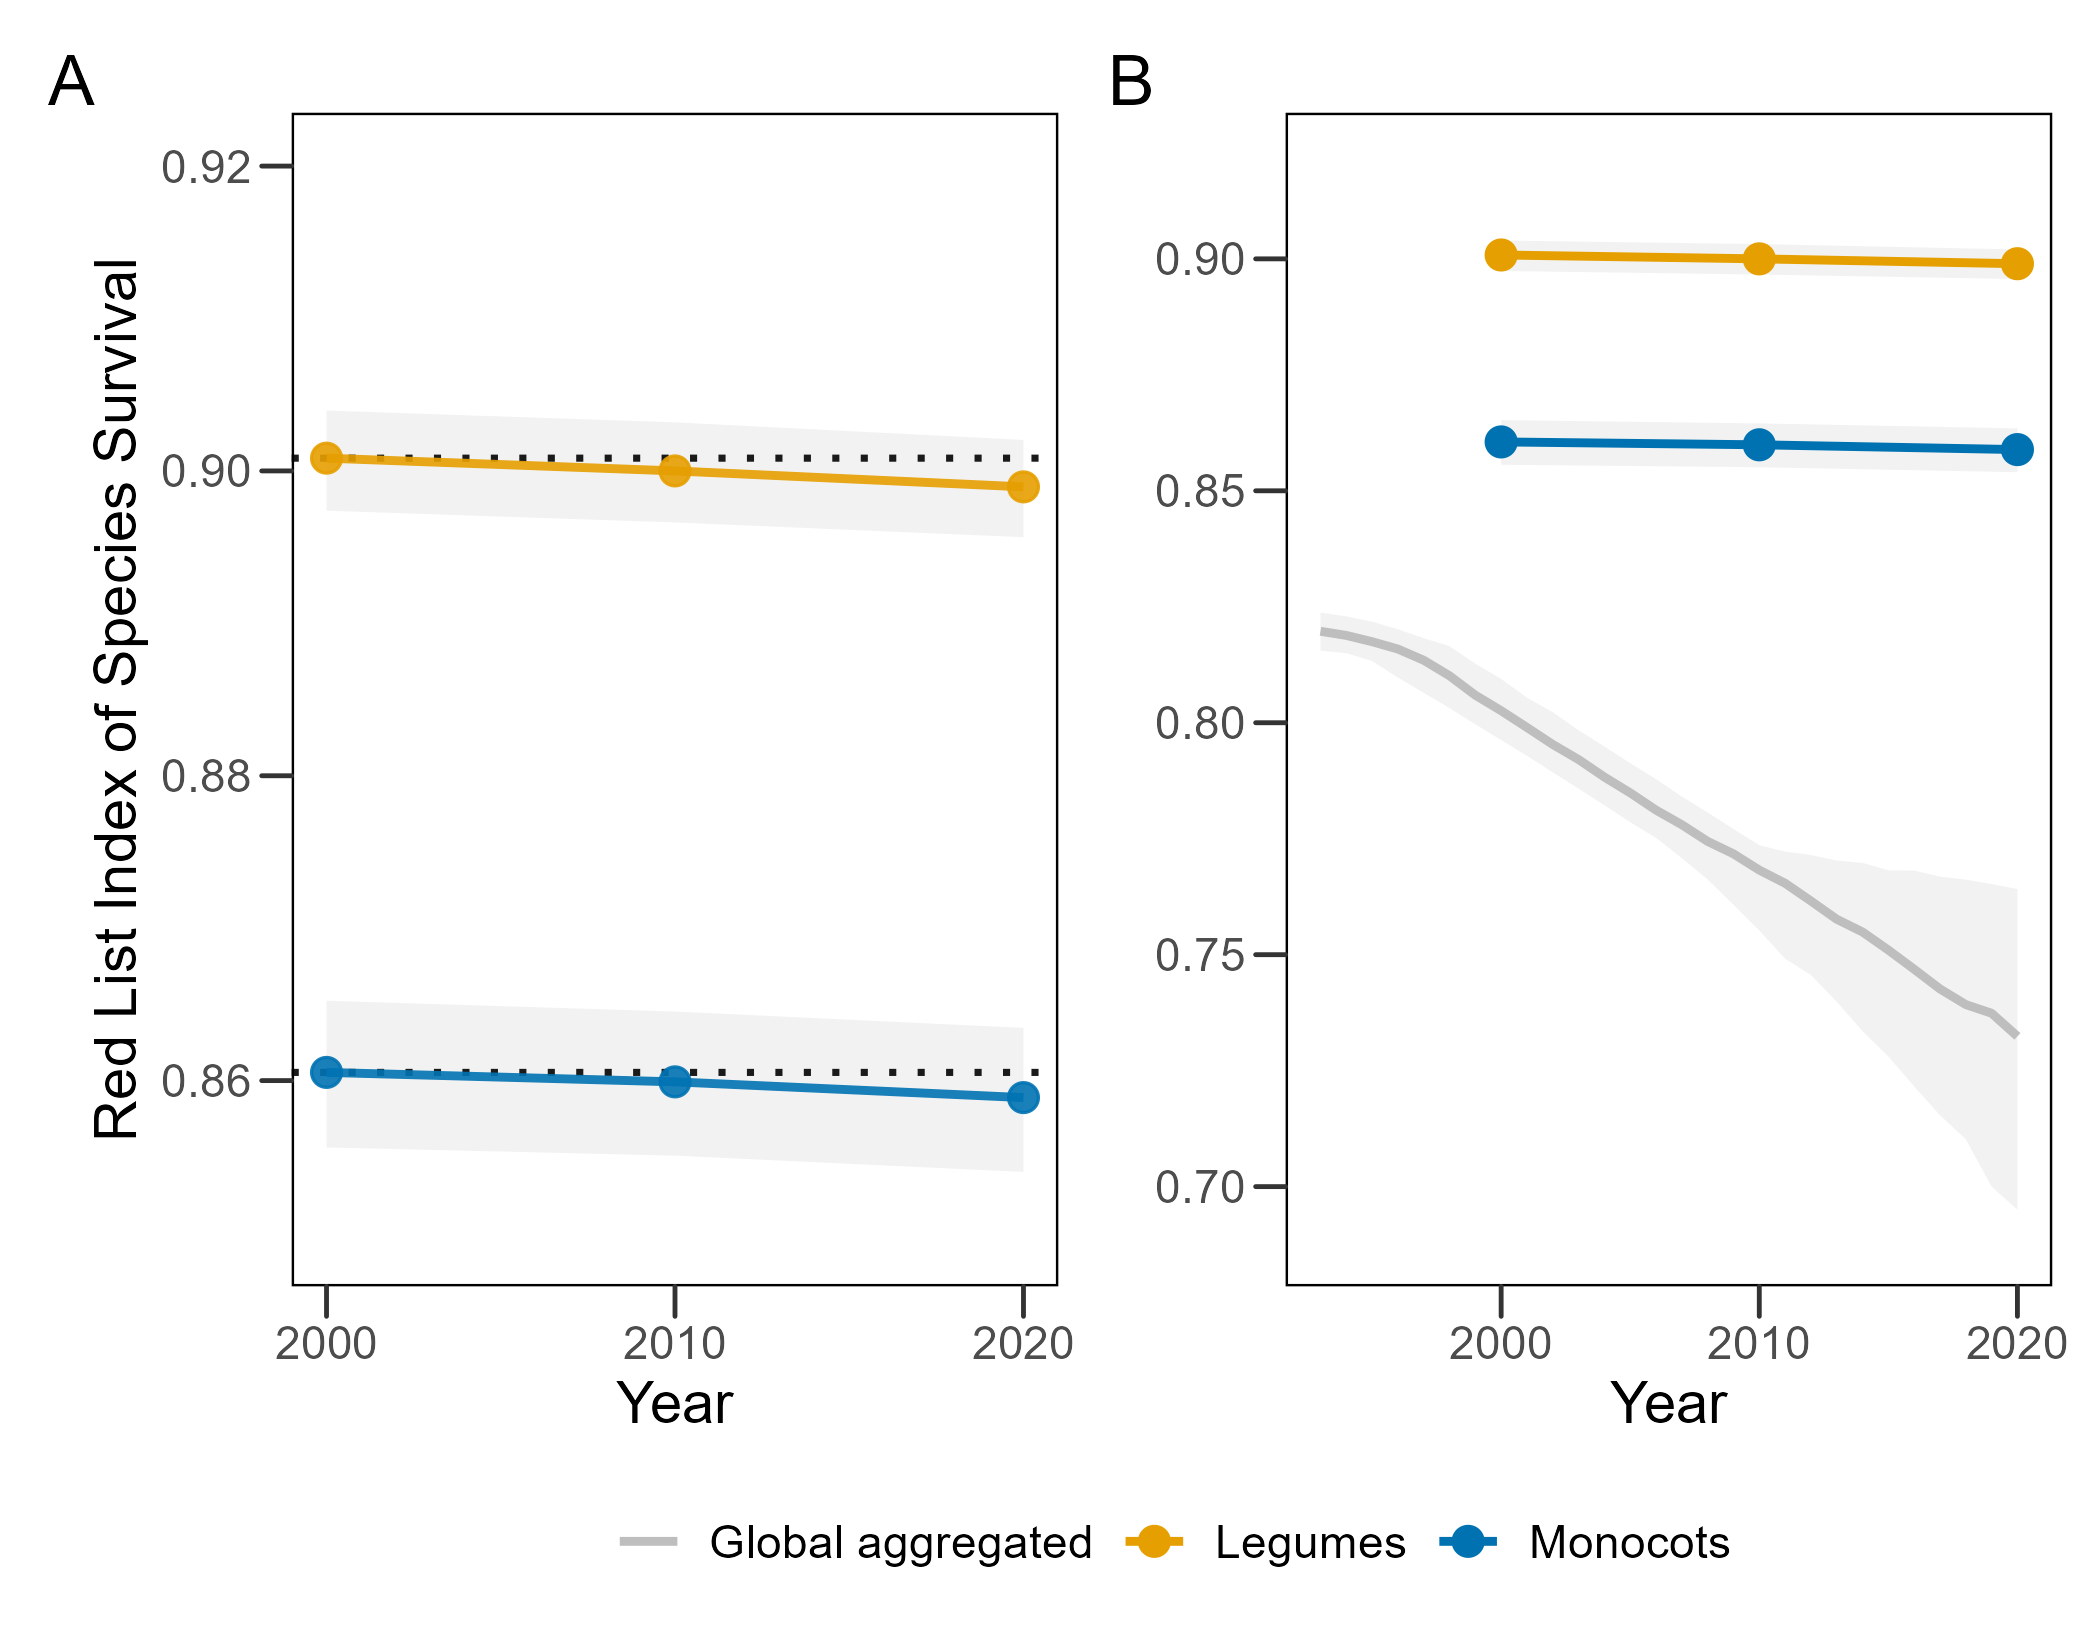 A
B
Red List Index of Species Survival
0.92
0.90
0.88
0.86
2000 2010 2020
Year
0.90
0.85
0.80
0.75
0.70
2000 2010 2020
Year
Global aggregated Legumes Monocots